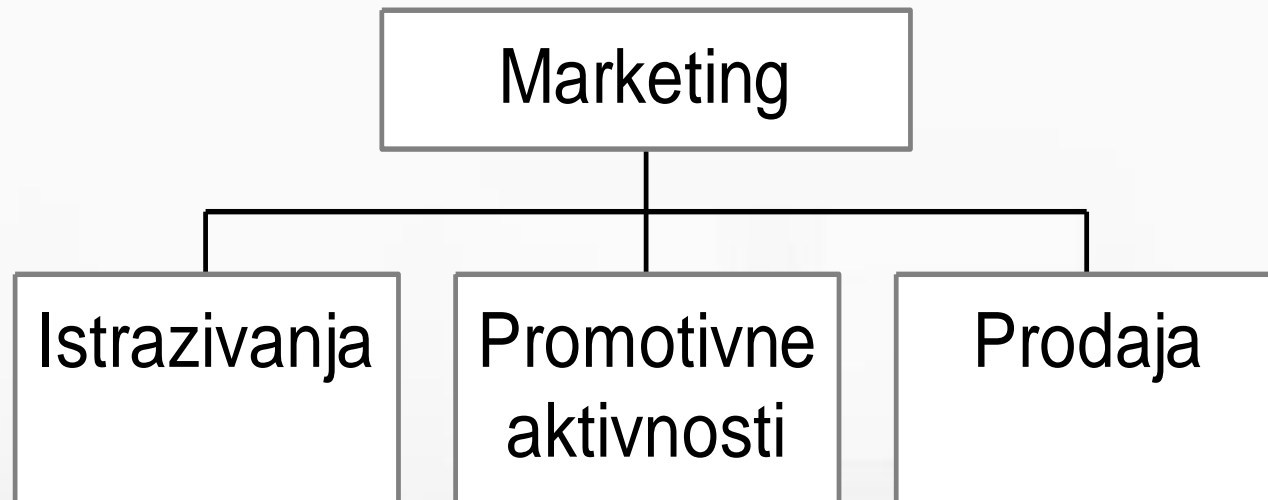 Marketing
Istrazivanja
Promotivne
aktivnosti
Prodaja